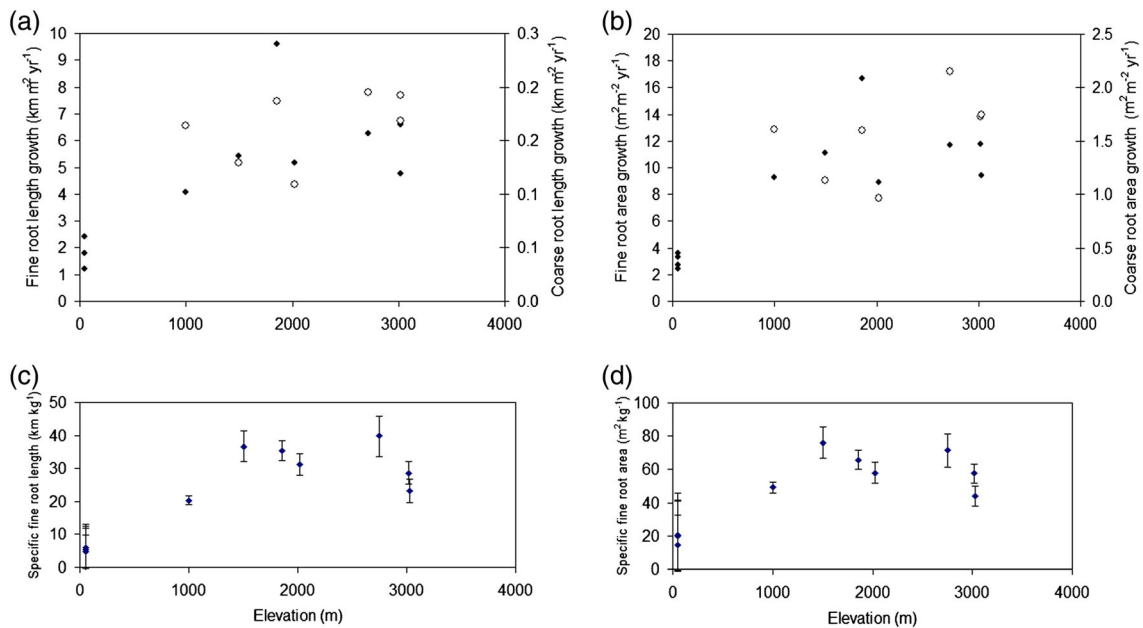 (a)
Fine root length growth (km m⁻² yr⁻¹)
10
9
8
7
6
5
4
3
2
1
0
0.3
0.2
0.2
0.1
0.1
0.0
Coarse root length growth (km m⁻² yr⁻¹)
0 1000 2000 3000 4000
(b)
Fine root area growth (m² m⁻² yr⁻¹)
20
18
16
14
12
10
8
6
4
2
0
2.5
2.0
1.5
1.0
0.5
0.0
Coarse root area growth (m² m⁻² yr⁻¹)
0 1000 2000 3000 4000
(c)
Specific fine root length (km kg⁻¹)
50
40
30
20
10
0
0 1000 2000 3000 4000
Elevation (m)
(d)
Specific fine root area (m² kg⁻¹)
100
80
60
40
20
0
0 1000 2000 3000 4000
Elevation (m)